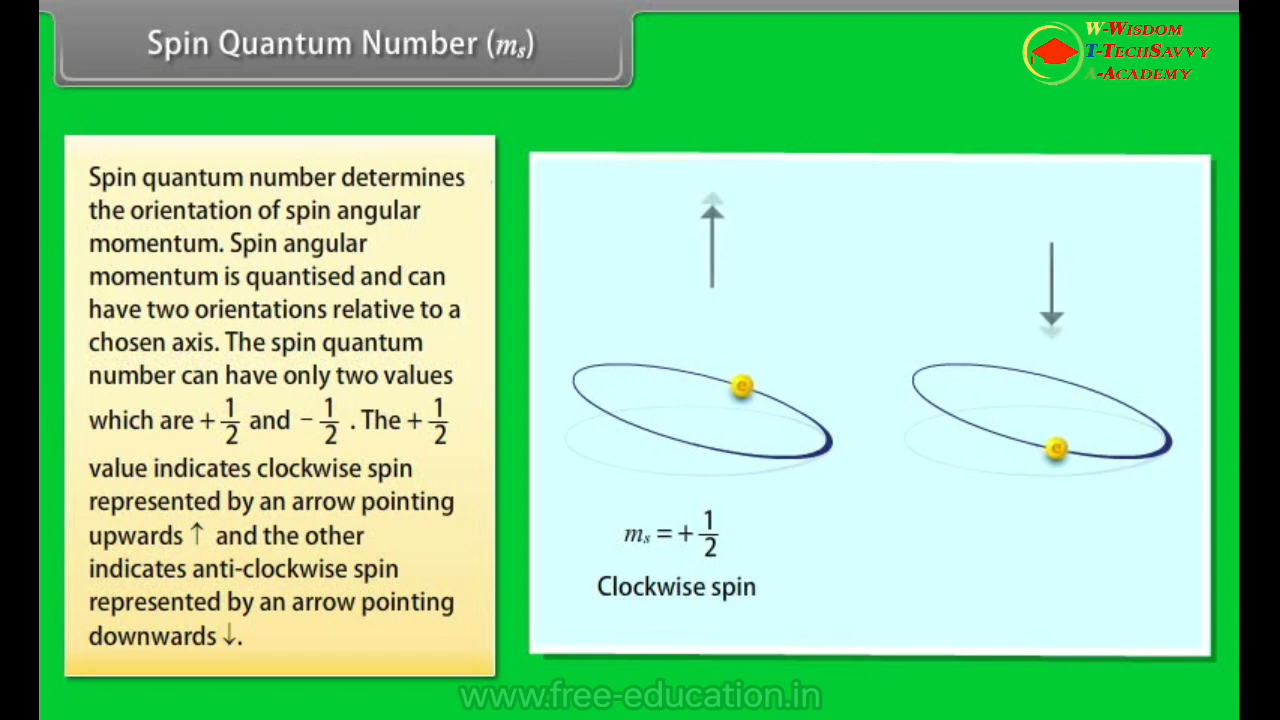 Spin Quantum Number (mₛ)
W-Wisdom
T-TechSavvy
A-Academy
Spin quantum number determines
the orientation of spin angular
momentum. Spin angular
momentum is quantised and can
have two orientations relative to a
chosen axis. The spin quantum
number can have only two values
which are + 1/2 and − 1/2 . The + 1/2
value indicates clockwise spin
represented by an arrow pointing
upwards ↑ and the other
indicates anti-clockwise spin
represented by an arrow pointing
downwards ↓.
e
e
mₛ = + 1/2
Clockwise spin
www.free-education.in